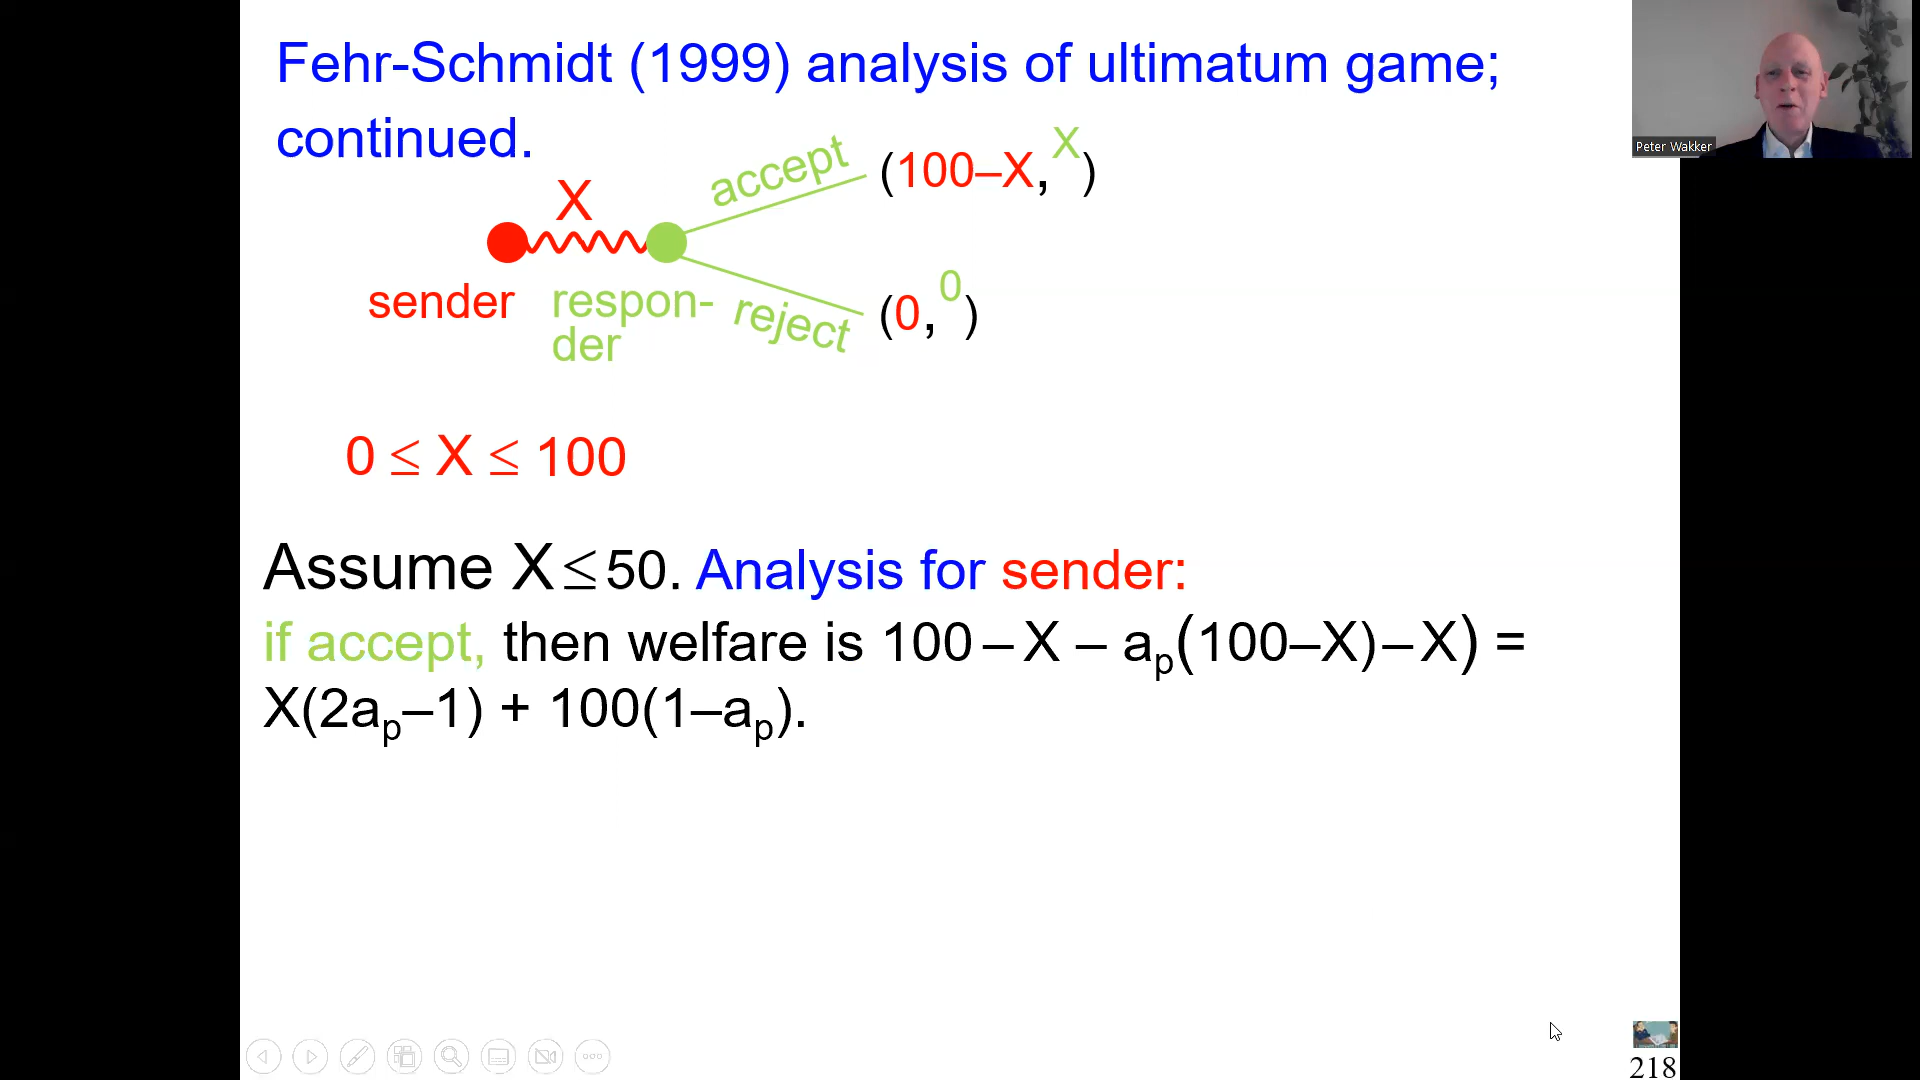 Fehr-Schmidt (1999) analysis of ultimatum game;
continued.
Peter Wakker
accept
(100–X, X)
X
sender
respon-
der
reject
(0, 0)
0 ≤ X ≤ 100
Assume X ≤ 50. Analysis for sender:
if accept, then welfare is 100 – X – aₚ(100–X) – X) =
X(2aₚ–1) + 100(1–aₚ).
218